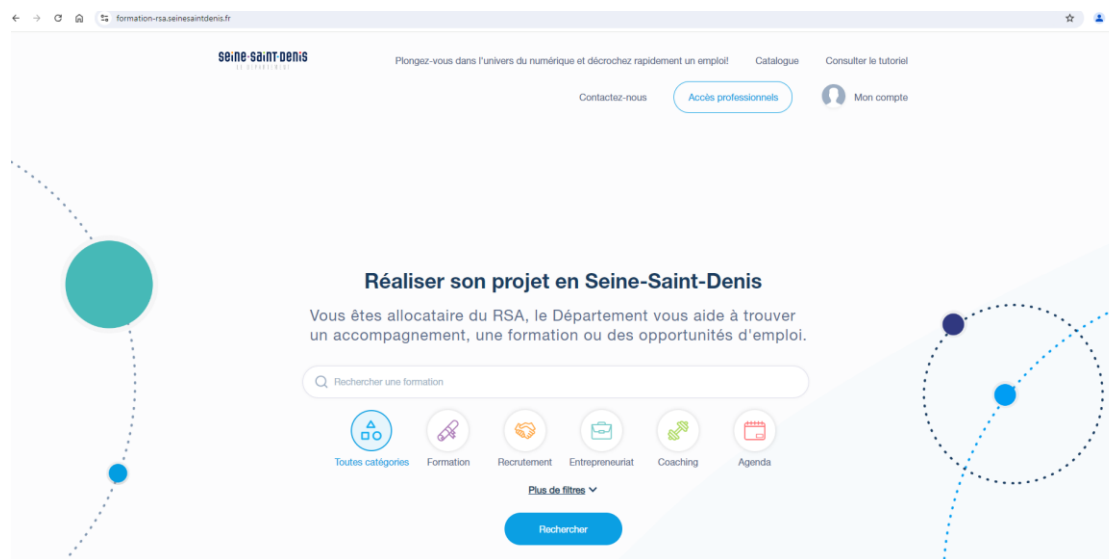 formation-rsa.seinesaintdenis.fr
seine-saint-denis
LE DÉPARTEMENT
Plongez-vous dans l'univers du numérique et décrochez rapidement un emploi!
Catalogue
Consulter le tutoriel
Contactez-nous
Accès professionnels
Mon compte
Réaliser son projet en Seine-Saint-Denis
Vous êtes allocataire du RSA, le Département vous aide à trouver
un accompagnement, une formation ou des opportunités d'emploi.
Rechercher une formation
Toutes catégories
Formation
Recrutement
Entrepreneuriat
Coaching
Agenda
Plus de filtres
Rechercher